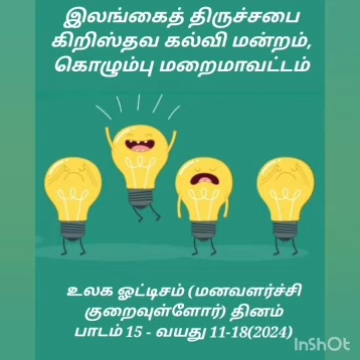 இலங்கைத் திருச்சபை
கிறிஸ்தவ கல்வி மன்றம்,
கொழும்பு மறைமாவட்டம்
உலக ஓட்டிசம் (மனவளர்ச்சி
குறைவுள்ளோர்) தினம்
பாடம் 15 - வயது 11-18(2024)
InShOt